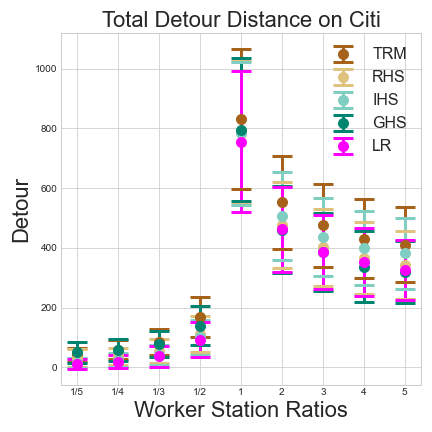 Total Detour Distance on Citi
TRM
RHS
IHS
GHS
LR
1000
800
600
400
200
0
Detour
1/5 1/4 1/3 1/2 1 2 3 4 5
Worker Station Ratios